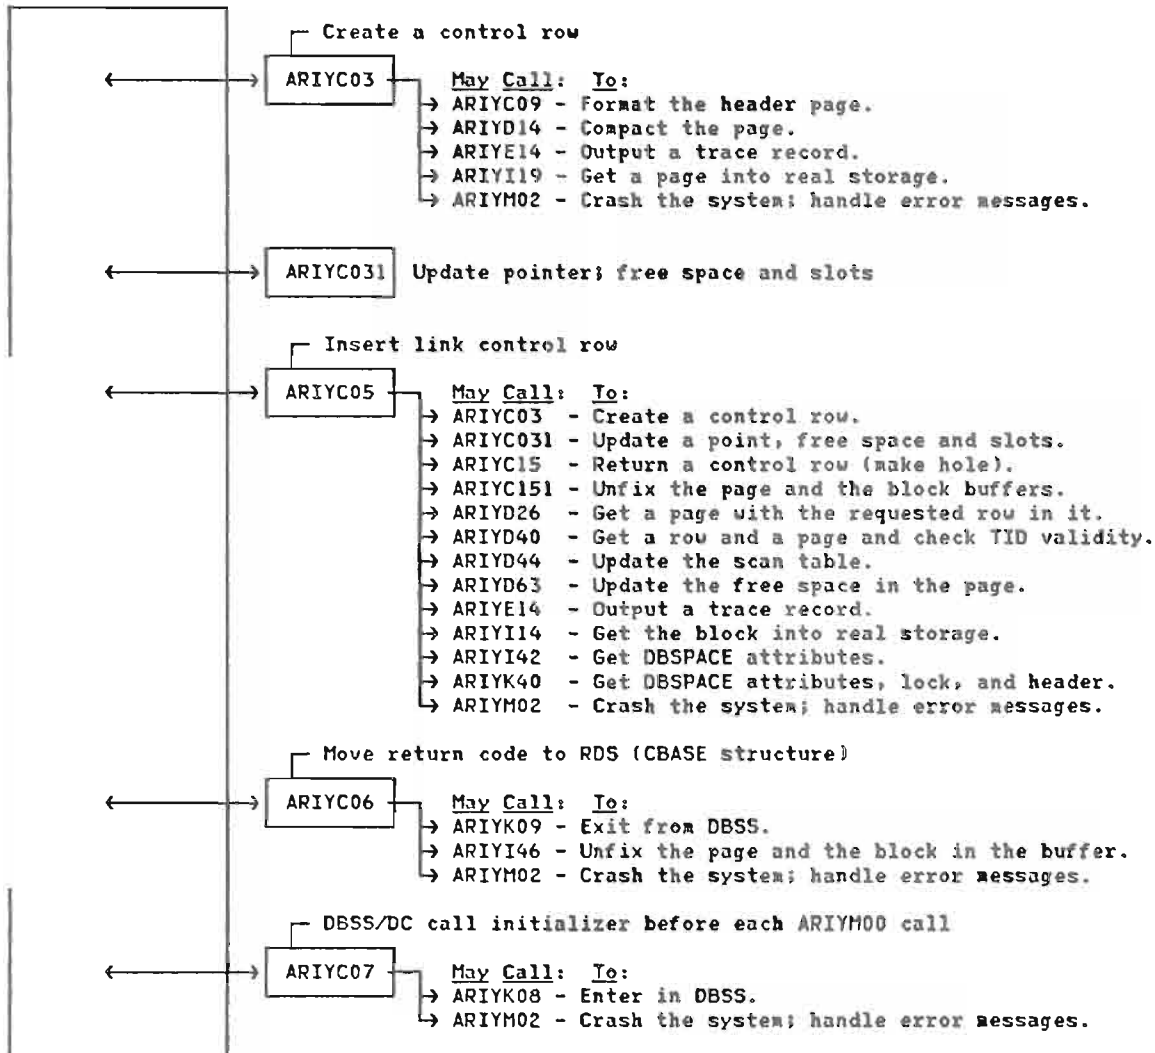 Create a control row
ARIYC03 May Call: To:
ARIYC09 - Format the header page.
ARIYD14 - Compact the page.
ARIYE14 - Output a trace record.
ARIYI19 - Get a page into real storage.
ARIYM02 - Crash the system; handle error messages.
ARIYC031 Update pointer; free space and slots
Insert link control row
ARIYC05 May Call: To:
ARIYC03 - Create a control row.
ARIYC031 - Update a point, free space and slots.
ARIYC15 - Return a control row (make hole).
ARIYC151 - Unfix the page and the block buffers.
ARIYD26 - Get a page with the requested row in it.
ARIYD40 - Get a row and a page and check TID validity.
ARIYD44 - Update the scan table.
ARIYD63 - Update the free space in the page.
ARIYE14 - Output a trace record.
ARIYI14 - Get the block into real storage.
ARIYI42 - Get DBSPACE attributes.
ARIYK40 - Get DBSPACE attributes, lock, and header.
ARIYM02 - Crash the system; handle error messages.
Move return code to RDS (CBASE structure)
ARIYC06 May Call: To:
ARIYK09 - Exit from DBSS.
ARIYI46 - Unfix the page and the block in the buffer.
ARIYM02 - Crash the system; handle error messages.
DBSS/DC call initializer before each ARIYM00 call
ARIYC07 May Call: To:
ARIYK08 - Enter in DBSS.
ARIYM02 - Crash the system; handle error messages.